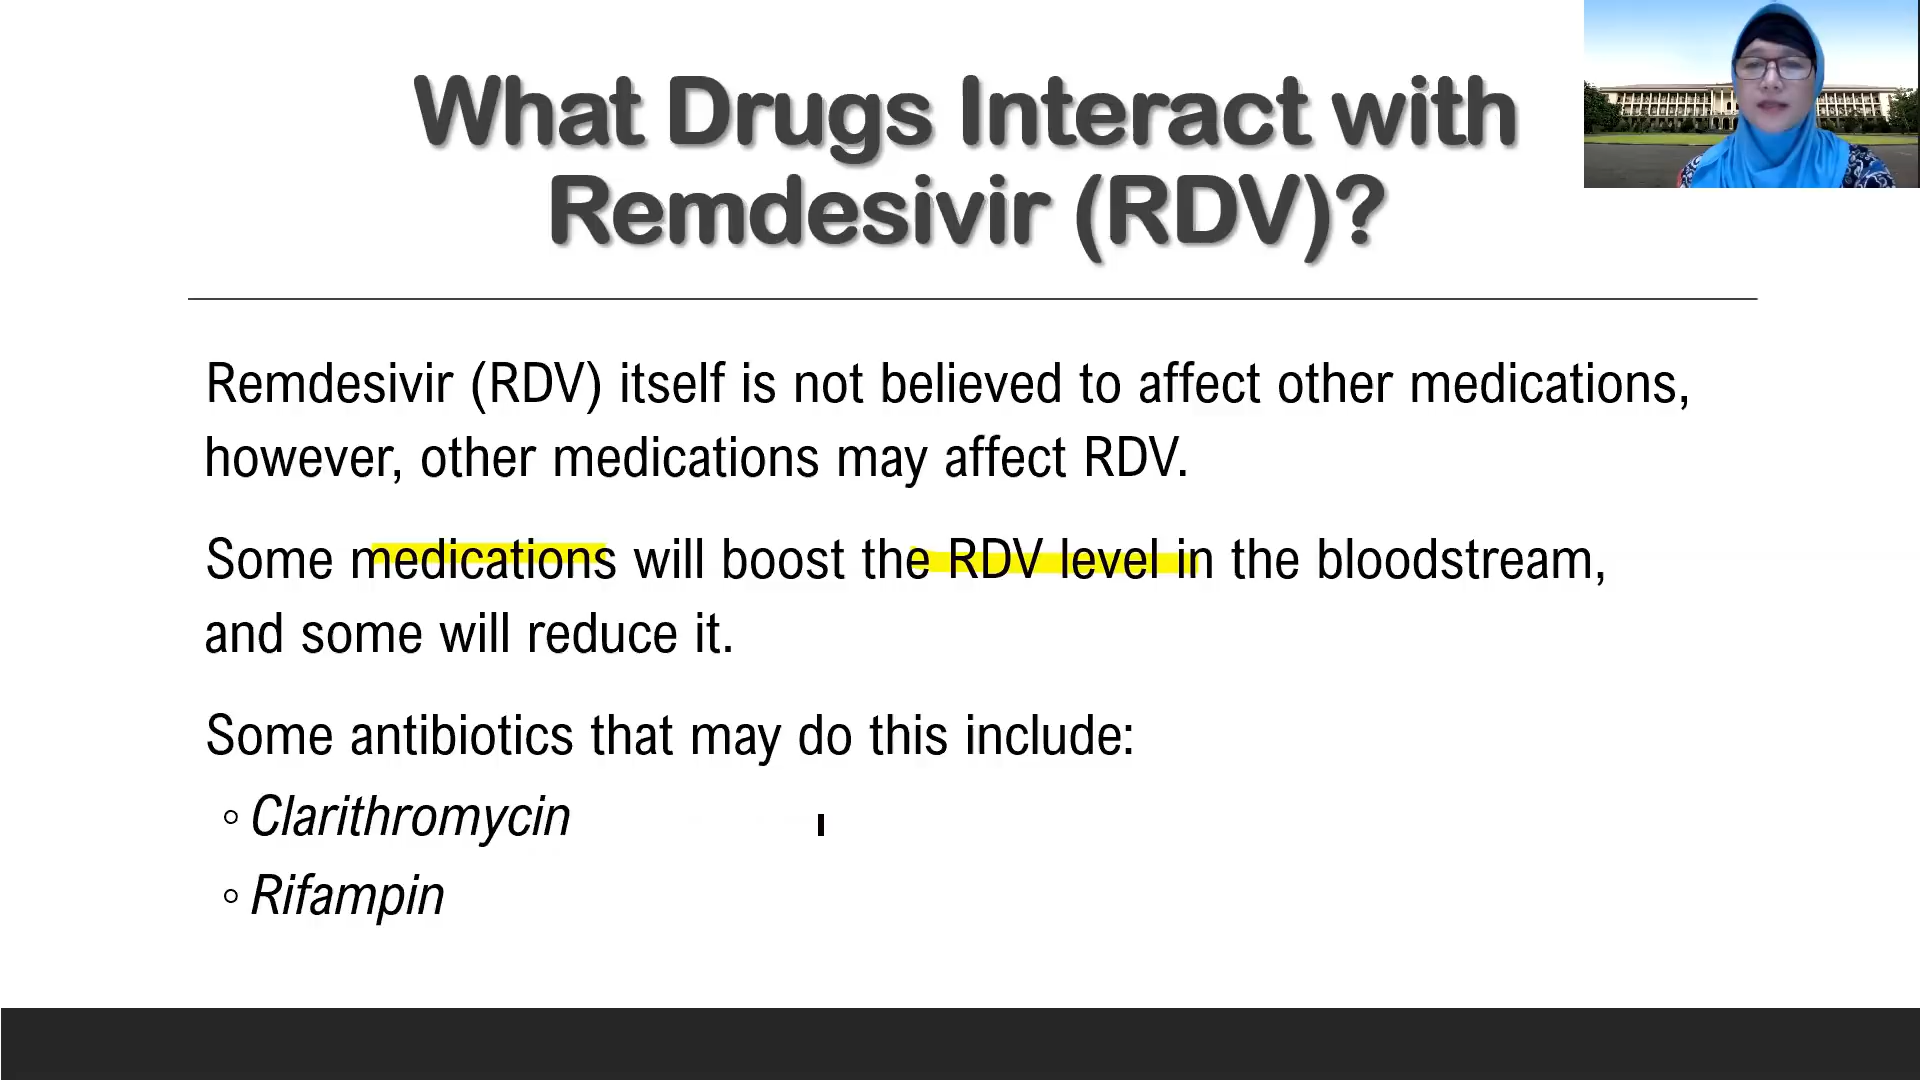 What Drugs Interact with
Remdesivir (RDV)?
Remdesivir (RDV) itself is not believed to affect other medications,
however, other medications may affect RDV.
Some medications will boost the RDV level in the bloodstream,
and some will reduce it.
Some antibiotics that may do this include:
◦ Clarithromycin
◦ Rifampin